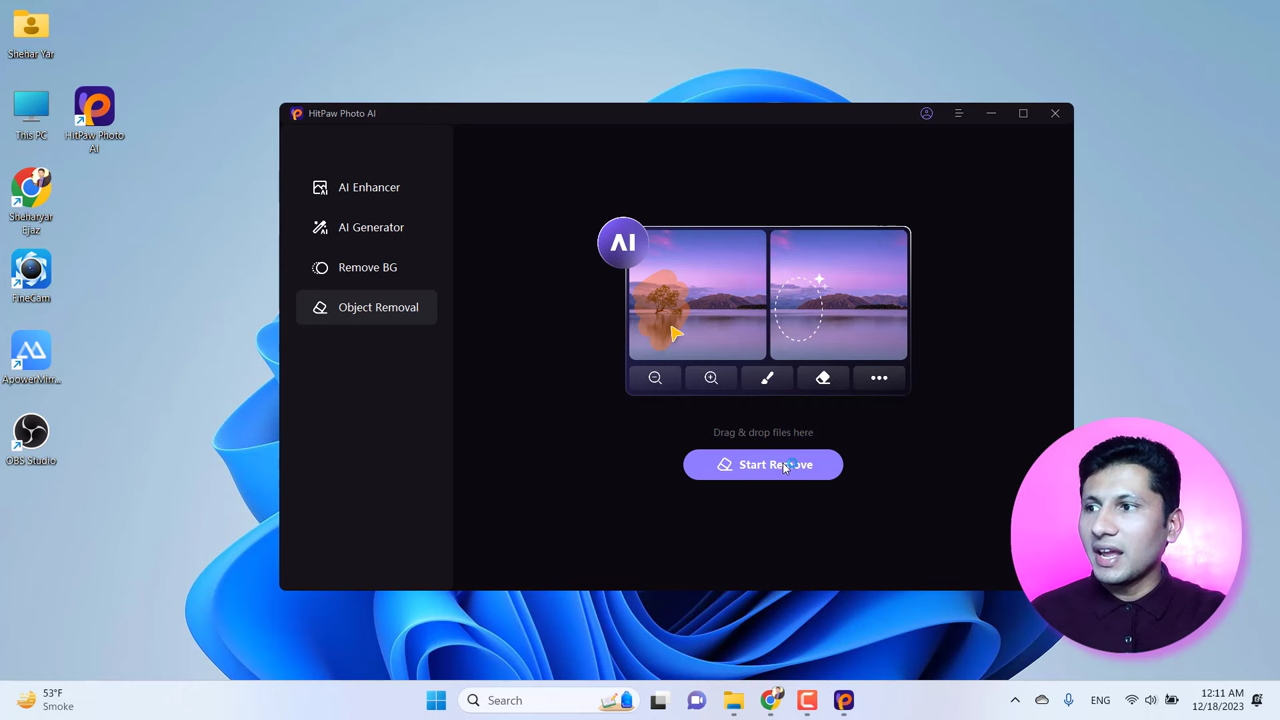 Shehar Yar
This PC
HitPaw Photo
AI
Sheharyar
Ejaz
FineCam
ApowerMirr...
OBS Studio
HitPaw Photo AI
AI Enhancer
AI Generator
Remove BG
Object Removal
AI
Drag & drop files here
Start Remove
53°F
Smoke
Search
ENG
12:11 AM
12/18/2023